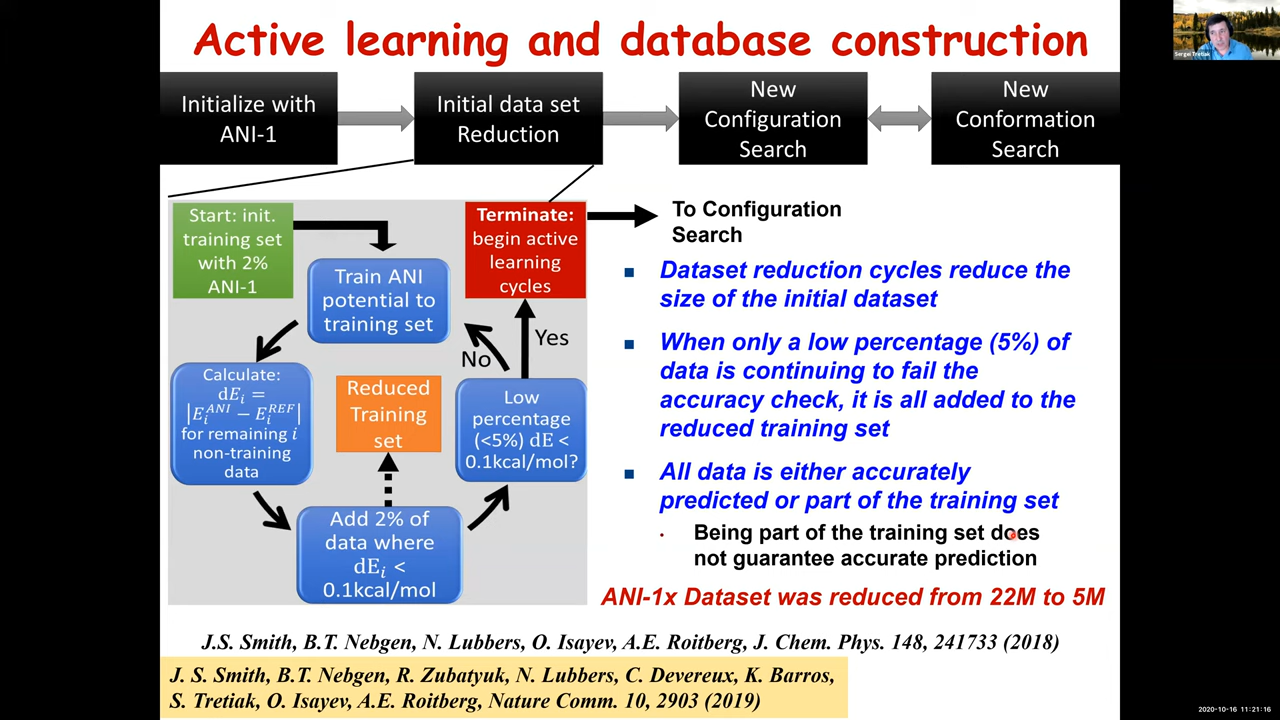 Active learning and database construction
Sergei Tretiak
Initialize with
ANI-1
Initial data set
Reduction
New
Configuration
Search
New
Conformation
Search
Start: init.
training set
with 2%
ANI-1
Train ANI
potential to
training set
Terminate:
begin active
learning
cycles
To Configuration
Search
No
Yes
Calculate:
dEᵢ =
|Eᵢᴬᴺᴵ − Eᵢᴿᴱᶠ|
for remaining i
non-training
data
Reduced
Training
set
Low
percentage
(<5%) dE <
0.1kcal/mol?
Add 2% of
data where
dEᵢ <
0.1kcal/mol
Dataset reduction cycles reduce the
size of the initial dataset
When only a low percentage (5%) of
data is continuing to fail the
accuracy check, it is all added to the
reduced training set
All data is either accurately
predicted or part of the training set
Being part of the training set does
not guarantee accurate prediction
ANI-1x Dataset was reduced from 22M to 5M
J.S. Smith, B.T. Nebgen, N. Lubbers, O. Isayev, A.E. Roitberg, J. Chem. Phys. 148, 241733 (2018)
J. S. Smith, B.T. Nebgen, R. Zubatyuk, N. Lubbers, C. Devereux, K. Barros,
S. Tretiak, O. Isayev, A.E. Roitberg, Nature Comm. 10, 2903 (2019)
2020-10-16 11:21:16